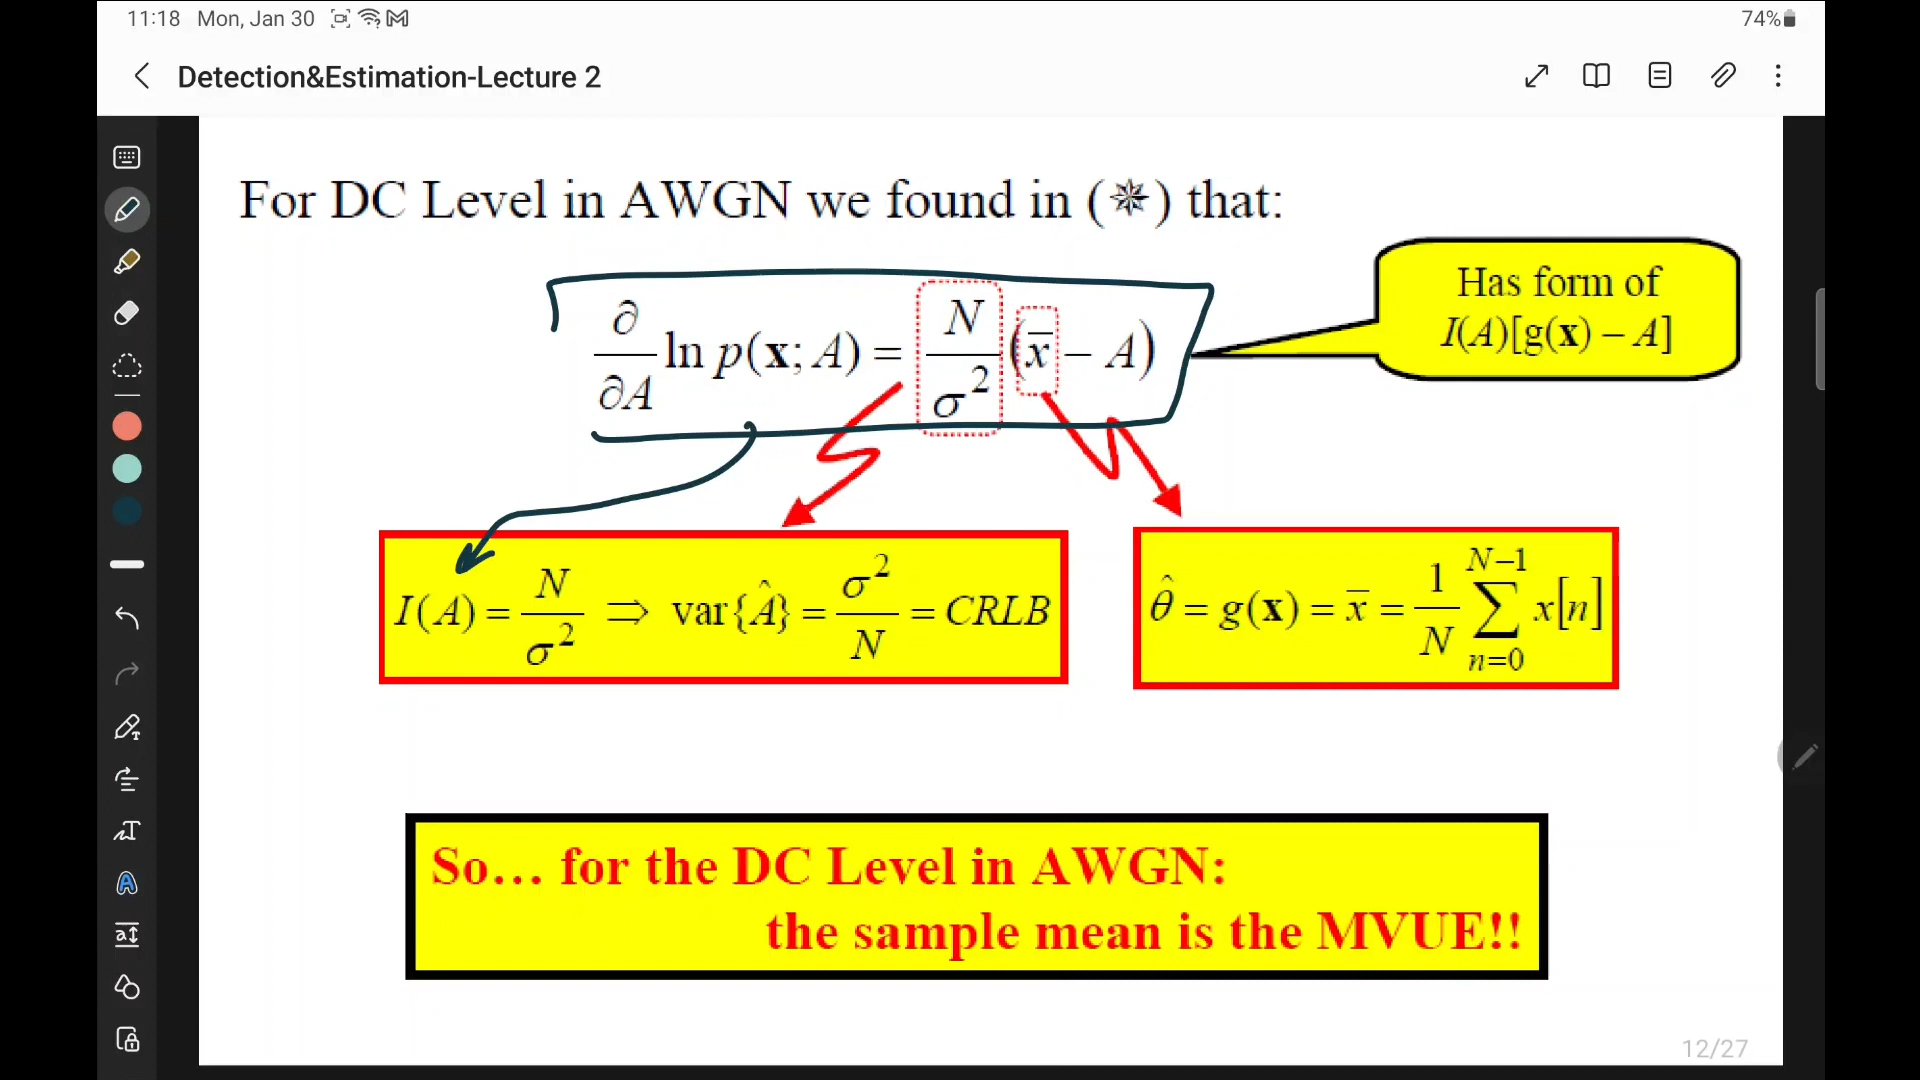 11:18 Mon, Jan 30
74%
Detection&Estimation-Lecture 2
For DC Level in AWGN we found in (✵) that:
∂/∂A ln p(x; A) = N/σ² (x̄ − A)
Has form of
I(A)[g(x) – A]
I(A) = N/σ² ⇒ var{Â} = σ²/N = CRLB
θ̂ = g(x) = x̄ = 1/N ∑_{n=0}^{N−1} x[n]
So… for the DC Level in AWGN:
the sample mean is the MVUE!!
12/27